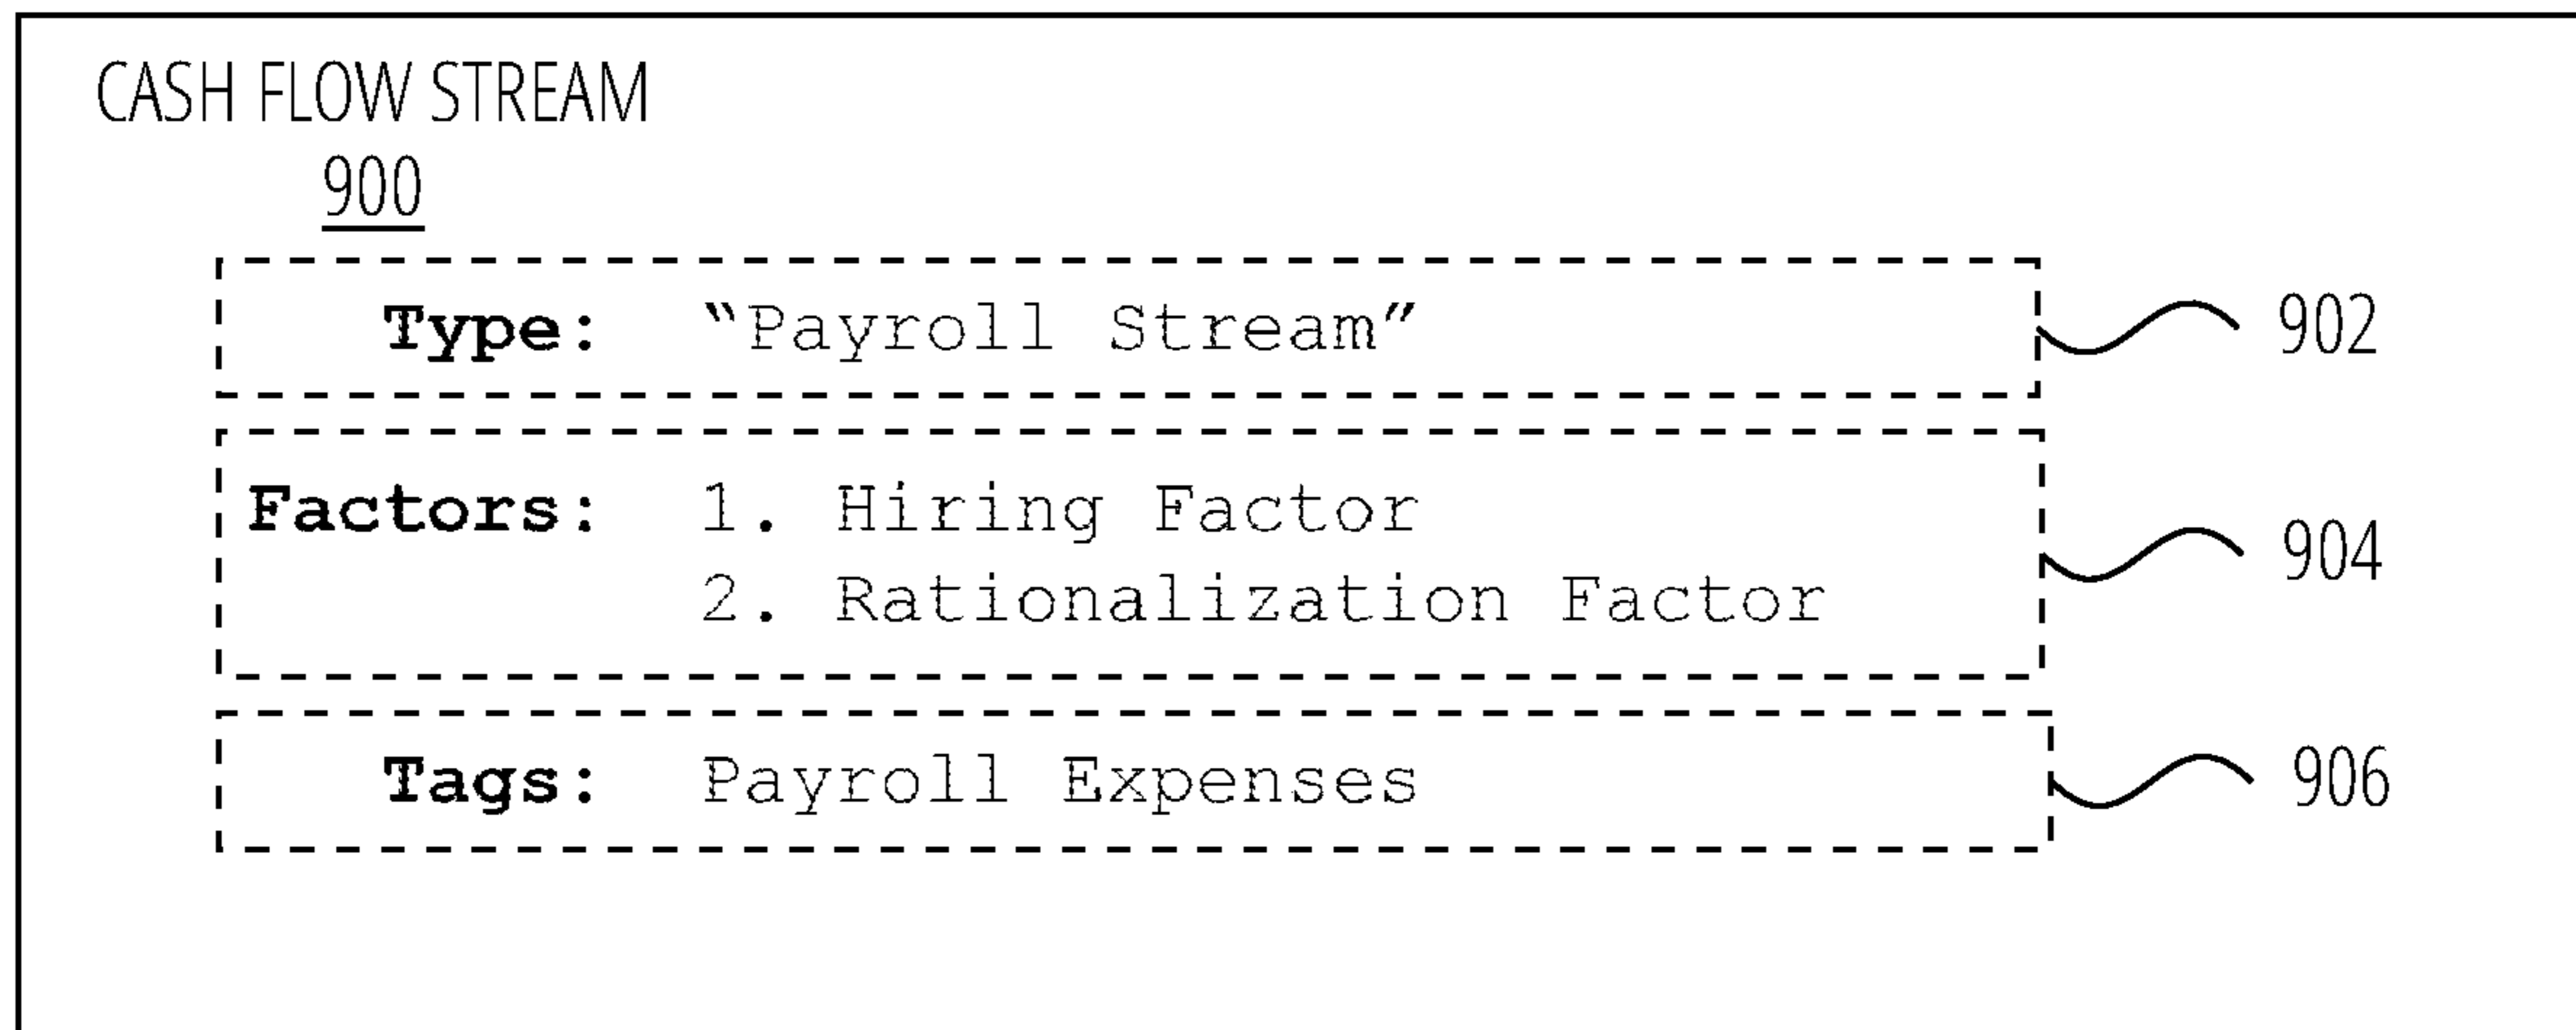 CASH FLOW STREAM
900
Type: “Payroll Stream” 902
Factors: 1. Hiring Factor
2. Rationalization Factor 904
Tags: Payroll Expenses 906